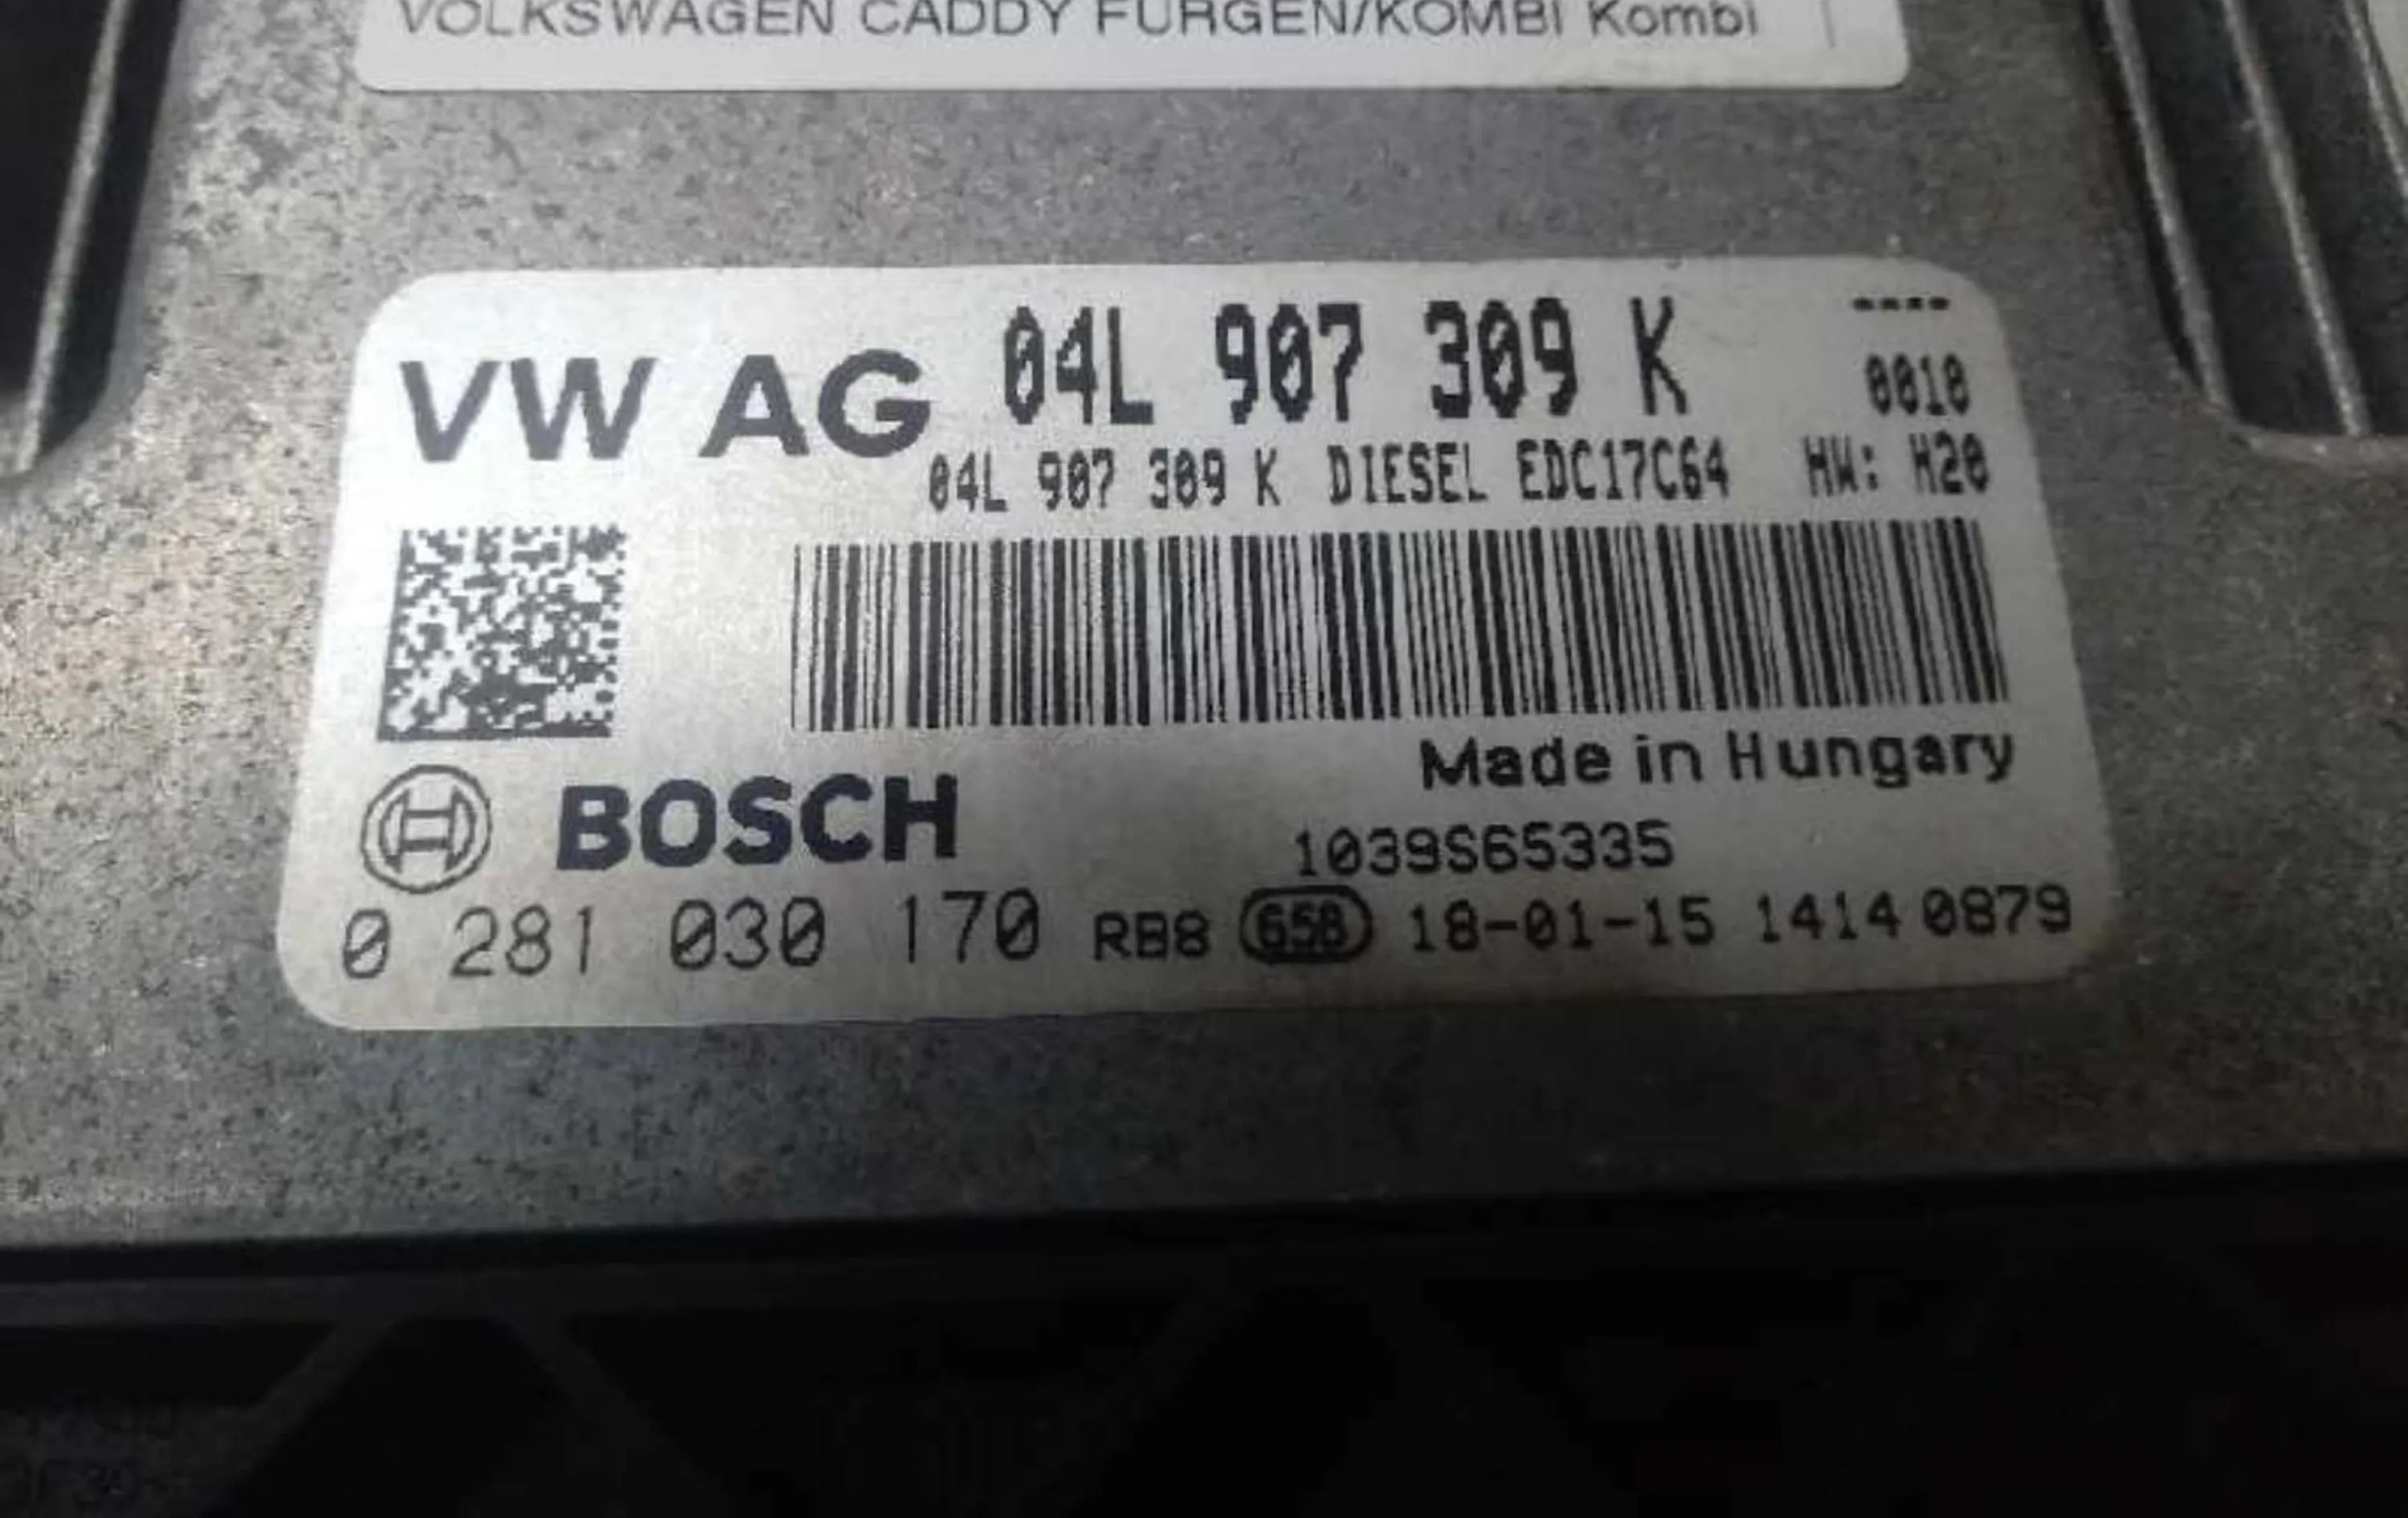 VOLKSWAGEN CADDY FURGEN/KOMBI Kombi
----
VW AG 04L 907 309 K 0010
04L 907 309 K DIESEL EDC17C64 HW: H20
Made in Hungary
BOSCH 1039S65335
0 281 030 170 RB8 658 18-01-15 1414 0879